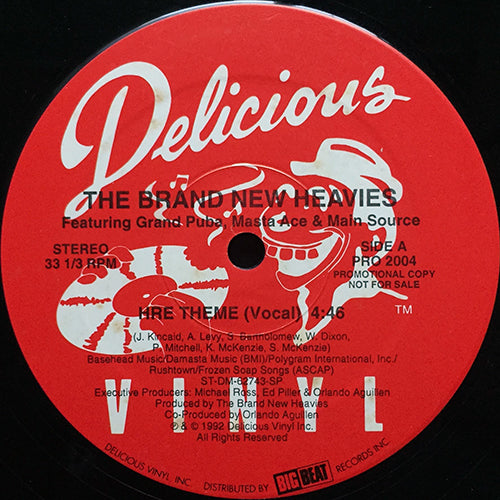 Delicious
THE BRAND NEW HEAVIES
Featuring Grand Puba, Masta Ace & Main Source
STEREO
33 1/3 RPM
SIDE A
PRO 2004
PROMOTIONAL COPY
NOT FOR SALE
HRE THEME (Vocal) 4:46
TM
(J. Kincaid, A. Levy, S. Bartholomew, W. Dixon,
P. Mitchell, K. McKenzie, S. McKenzie)
Basehead Music/Damasta Music (BMI)/Polygram International, Inc./
Rushtown/Frozen Soap Songs (ASCAP)
ST-DM-62743-SP
Executive Producers: Michael Ross, Ed Piller & Orlando Aguillen
Produced by The Brand New Heavies
Co-Produced by Orlando Aguillen
℗ & © 1992 Delicious Vinyl Inc.
All Rights Reserved
VINYL
DELICIOUS VINYL, INC. DISTRIBUTED BY BIG BEAT RECORDS INC.